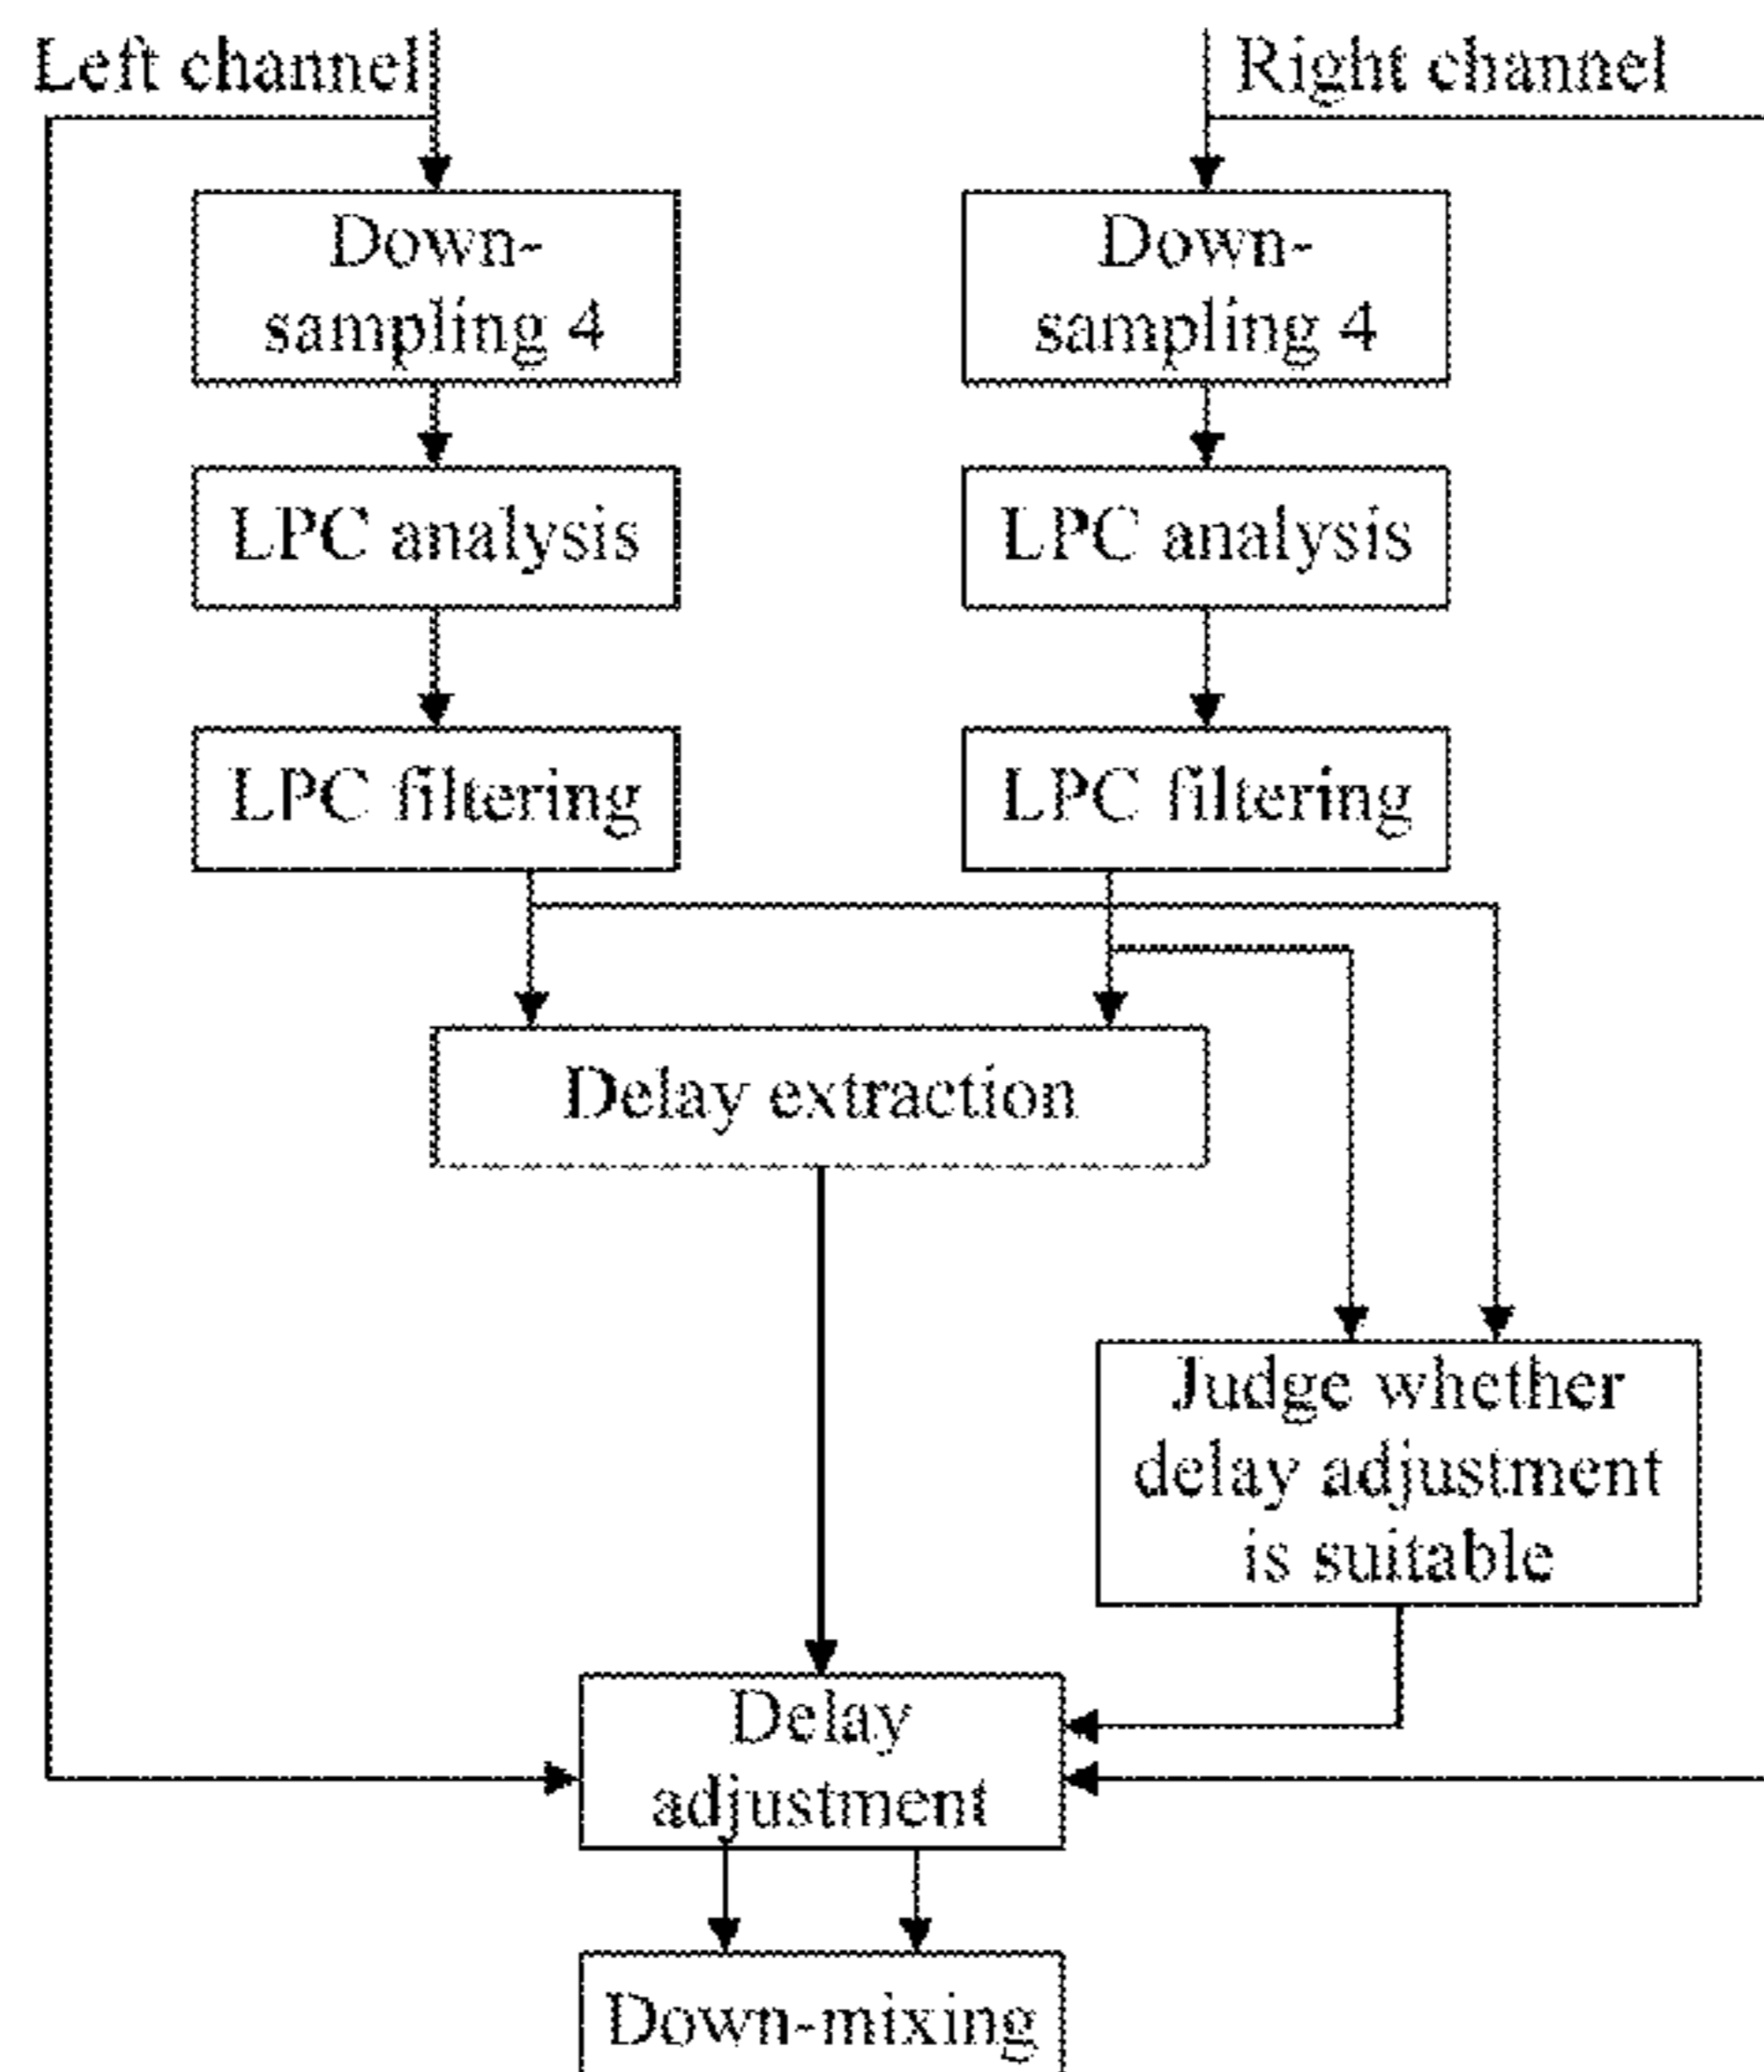 Left channel
Right channel
Down-
sampling 4
Down-
sampling 4
LPC analysis
LPC analysis
LPC filtering
LPC filtering
Delay extraction
Judge whether
delay adjustment
is suitable
Delay
adjustment
Down-mixing